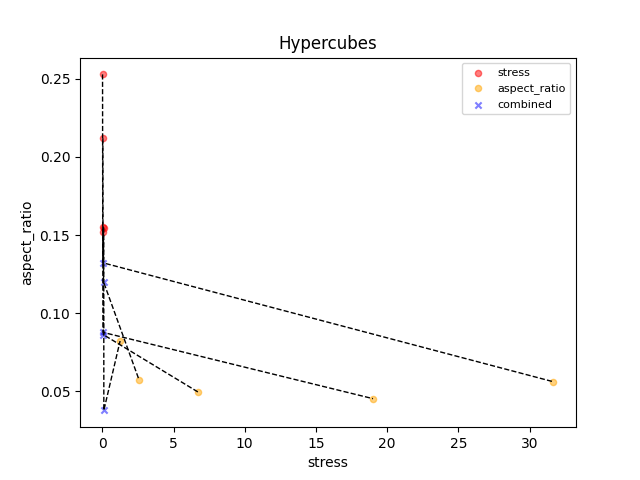 Hypercubes
stress
aspect_ratio
combined
0.25
0.20
0.15
0.10
0.05
aspect_ratio
0 5 10 15 20 25 30
stress